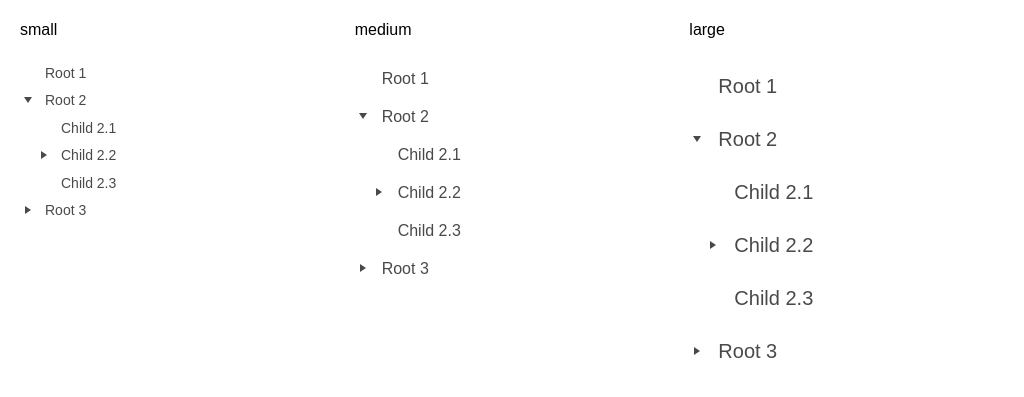 small
Root 1
Root 2
Child 2.1
Child 2.2
Child 2.3
Root 3
medium
Root 1
Root 2
Child 2.1
Child 2.2
Child 2.3
Root 3
large
Root 1
Root 2
Child 2.1
Child 2.2
Child 2.3
Root 3